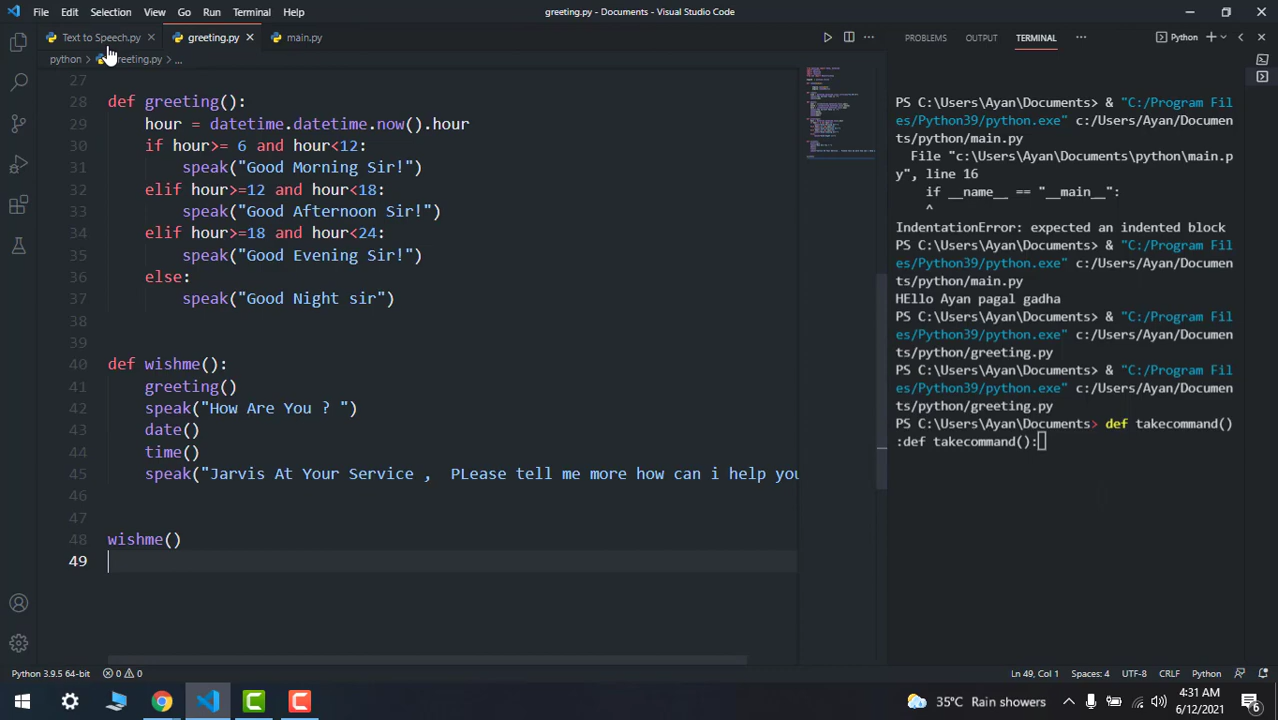 File Edit Selection View Go Run Terminal Help
greeting.py - Documents - Visual Studio Code
Text to Speech.py
greeting.py
main.py
python > greeting.py > ...
27
28 def greeting():
29 hour = datetime.datetime.now().hour
30 if hour>= 6 and hour<12:
31 speak("Good Morning Sir!")
32 elif hour>=12 and hour<18:
33 speak("Good Afternoon Sir!")
34 elif hour>=18 and hour<24:
35 speak("Good Evening Sir!")
36 else:
37 speak("Good Night sir")
38
39
40 def wishme():
41 greeting()
42 speak("How Are You ? ")
43 date()
44 time()
45 speak("Jarvis At Your Service ,  PLease tell me more how can i help you
46
47
48 wishme()
49
PROBLEMS OUTPUT TERMINAL ··· Python
PS C:\Users\Ayan\Documents> & "C:/Program Fil
es/Python39/python.exe" c:/Users/Ayan/Documen
ts/python/main.py
File "c:\Users\Ayan\Documents\python\main.p
y", line 16
if __name__ == "__main__":
^
IndentationError: expected an indented block
PS C:\Users\Ayan\Documents> & "C:/Program Fil
es/Python39/python.exe" c:/Users/Ayan/Documen
ts/python/main.py
HEllo Ayan pagal gadha
PS C:\Users\Ayan\Documents> & "C:/Program Fil
es/Python39/python.exe" c:/Users/Ayan/Documen
ts/python/greeting.py
PS C:\Users\Ayan\Documents> & "C:/Program Fil
es/Python39/python.exe" c:/Users/Ayan/Documen
ts/python/greeting.py
PS C:\Users\Ayan\Documents> def takecommand()
:def takecommand():
Python 3.9.5 64-bit 0 0
Ln 49, Col 1 Spaces: 4 UTF-8 CRLF Python
35°C Rain showers
4:31 AM
6/12/2021
6